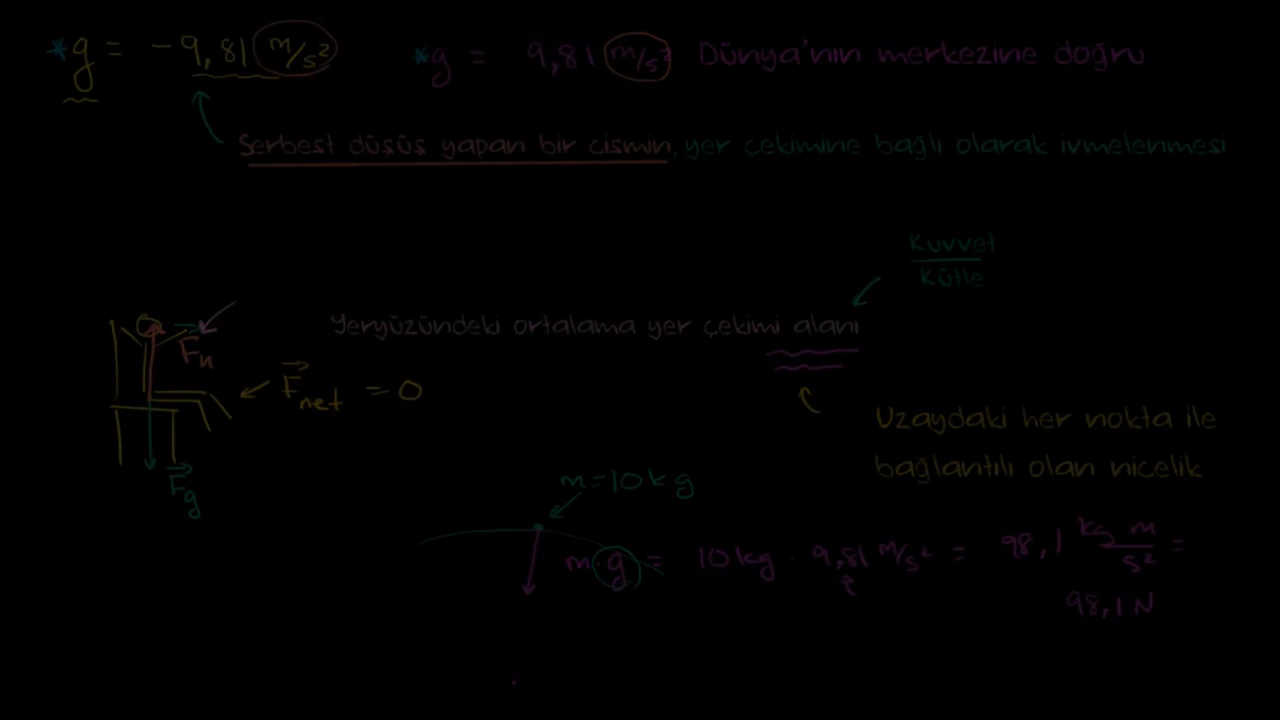 *g = -9,81 m/s²
*g = 9,81 m/s² Dünya'nın merkezine doğru
Serbest düşüş yapan bir cismin, yer çekimine bağlı olarak ivmelenmesi
Kuvvet
Kütle
Yeryüzündeki ortalama yer çekimi alanı
Fn
Fnet = 0
Uzaydaki her nokta ile
bağlantılı olan nicelik
Fg
m=10kg
m·g = 10kg · 9,81 m/s² = 98,1 kg m/s² =
98,1 N